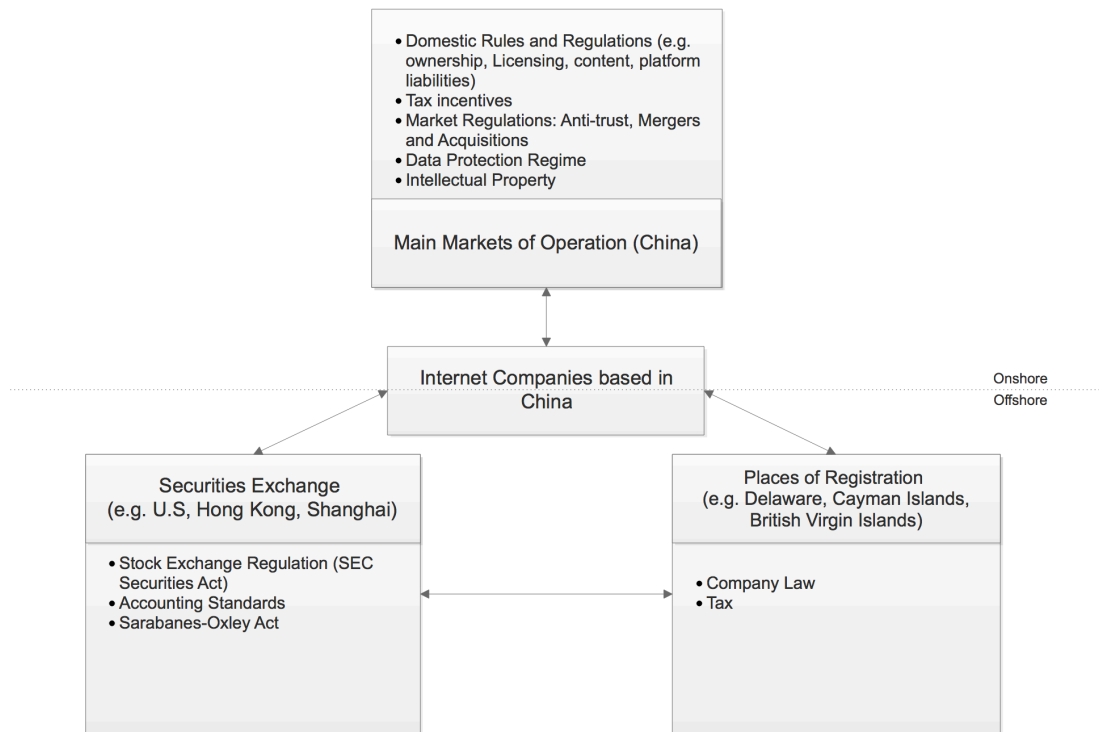 • Domestic Rules and Regulations (e.g.
ownership, Licensing, content, platform
liabilities)
• Tax incentives
• Market Regulations: Anti-trust, Mergers
and Acquisitions
• Data Protection Regime
• Intellectual Property
Main Markets of Operation (China)
Internet Companies based in
China
Onshore
Offshore
Securities Exchange
(e.g. U.S, Hong Kong, Shanghai)
• Stock Exchange Regulation (SEC
Securities Act)
• Accounting Standards
• Sarabanes-Oxley Act
Places of Registration
(e.g. Delaware, Cayman Islands,
British Virgin Islands)
• Company Law
• Tax